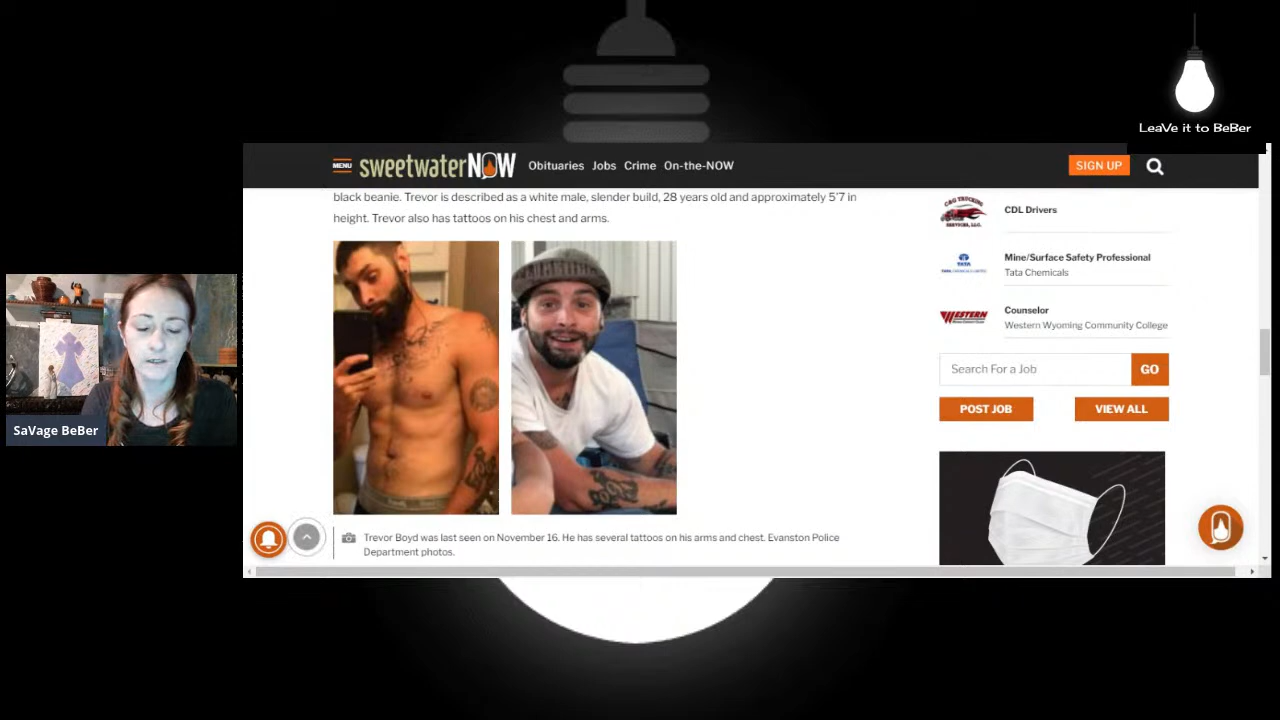 LeaVe it to BeBer
MENU sweetwaterNOW Obituaries Jobs Crime On-the-NOW SIGN UP
black beanie. Trevor is described as a white male, slender build, 28 years old and approximately 5'7 in
height. Trevor also has tattoos on his chest and arms.
Trevor Boyd was last seen on November 16. He has several tattoos on his arms and chest. Evanston Police
Department photos.
CDL Drivers
TATA
Mine/Surface Safety Professional
Tata Chemicals
WESTERN
Counselor
Western Wyoming Community College
Search For a Job GO
POST JOB VIEW ALL
SaVage BeBer